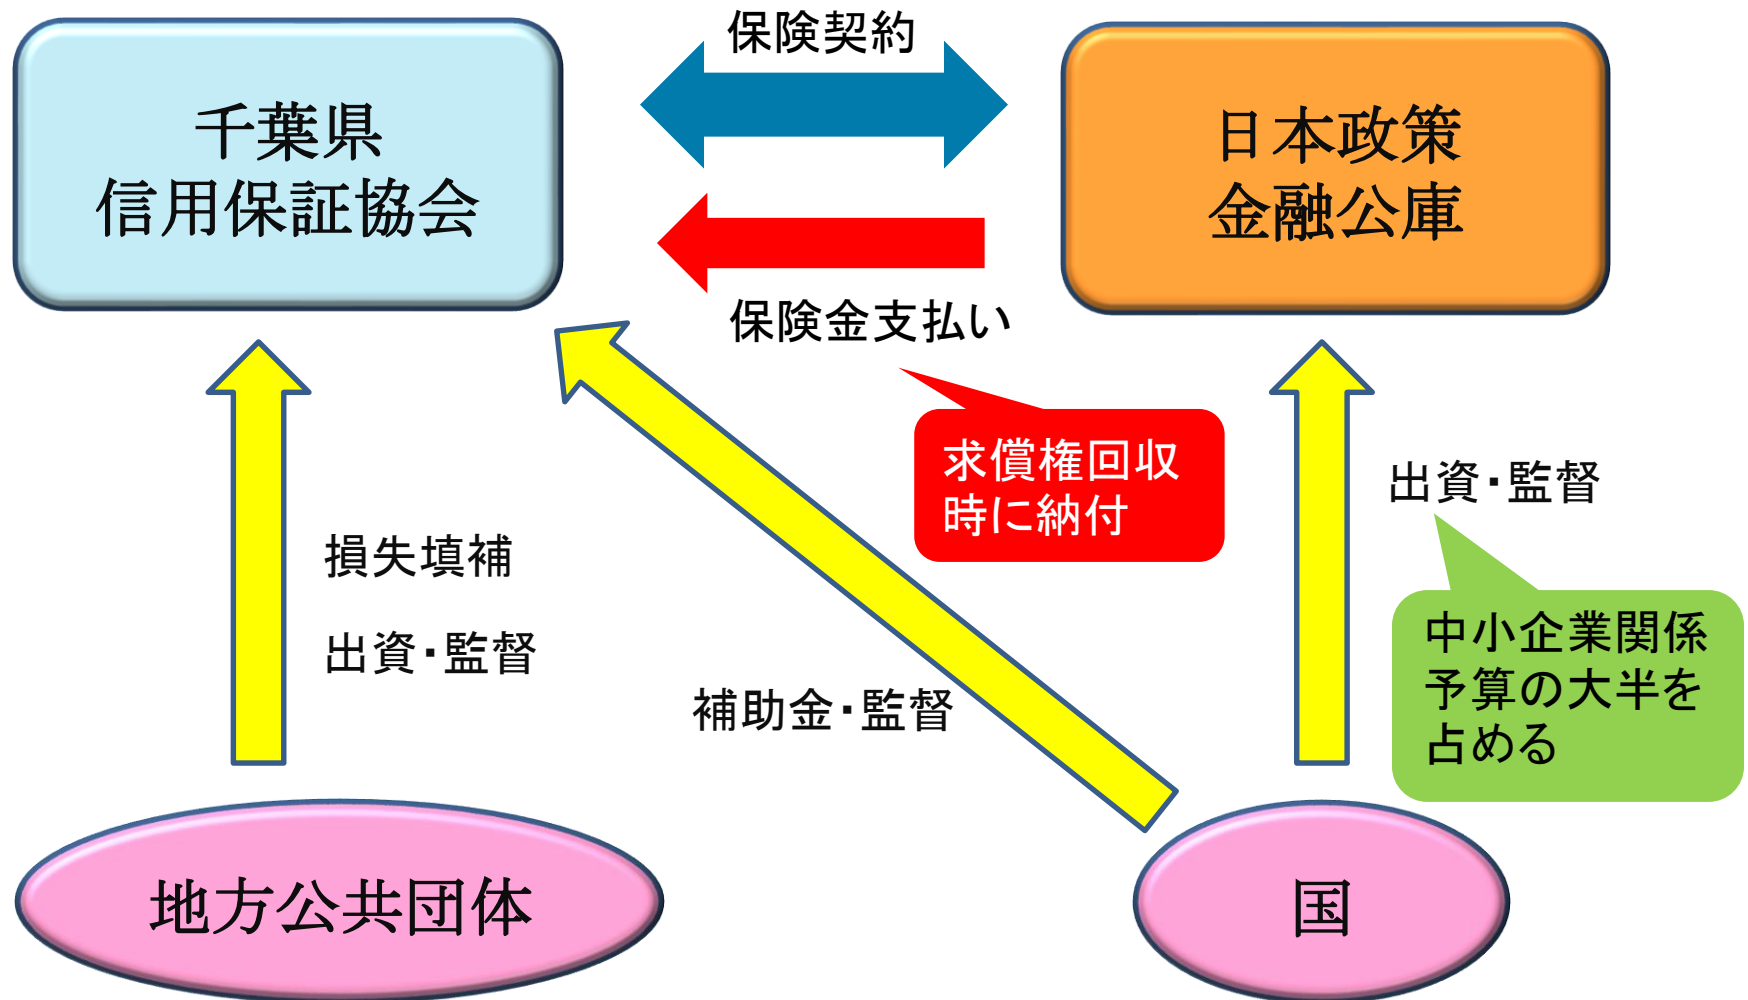 保険契約
千葉県
信用保証協会
日本政策
金融公庫
保険金支払い
求償権回収
時に納付
出資・監督
損失填補
出資・監督
中小企業関係
予算の大半を
占める
補助金・監督
地方公共団体
国